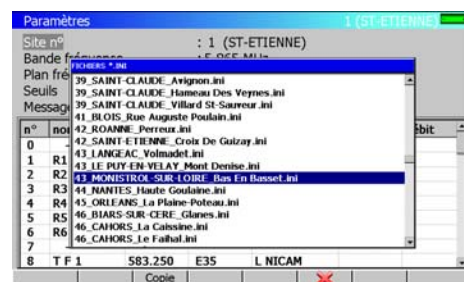 Paramètres 1 (ST-ETIENNE)
Site n° : 1 (ST-ETIENNE)
Bande
Plan fré
Seuils
Messag
FICHIERS *.INI
39_SAINT-CLAUDE_Avignon.ini
39_SAINT-CLAUDE_Hameau Des Veynes.ini
39_SAINT-CLAUDE_Villard St-Sauveur.ini
41_BLOIS_Rue Auguste Poulain.ini
42_ROANNE_Perreux.ini
42_SAINT-ETIENNE_Croix De Guizay.ini
43_LANGEAC_Volmadet.ini
43_LE PUY-EN-VELAY_Mont Denise.ini
43_MONISTROL-SUR-LOIRE_Bas En Basset.ini
44_NANTES_Haute Goulaine.ini
45_ORLEANS_La Plaine-Poteau.ini
46_BIARS-SUR-CERE_Glanes.ini
46_CAHORS_La Caissine.ini
46_CAHORS_Le Faihal.ini
n° no ébit
0 -
1 R1
2 R2
3 R3
4 R4
5 R5
6 R6
7 -
8 T F 1 583.250 E35 L NICAM
Copie